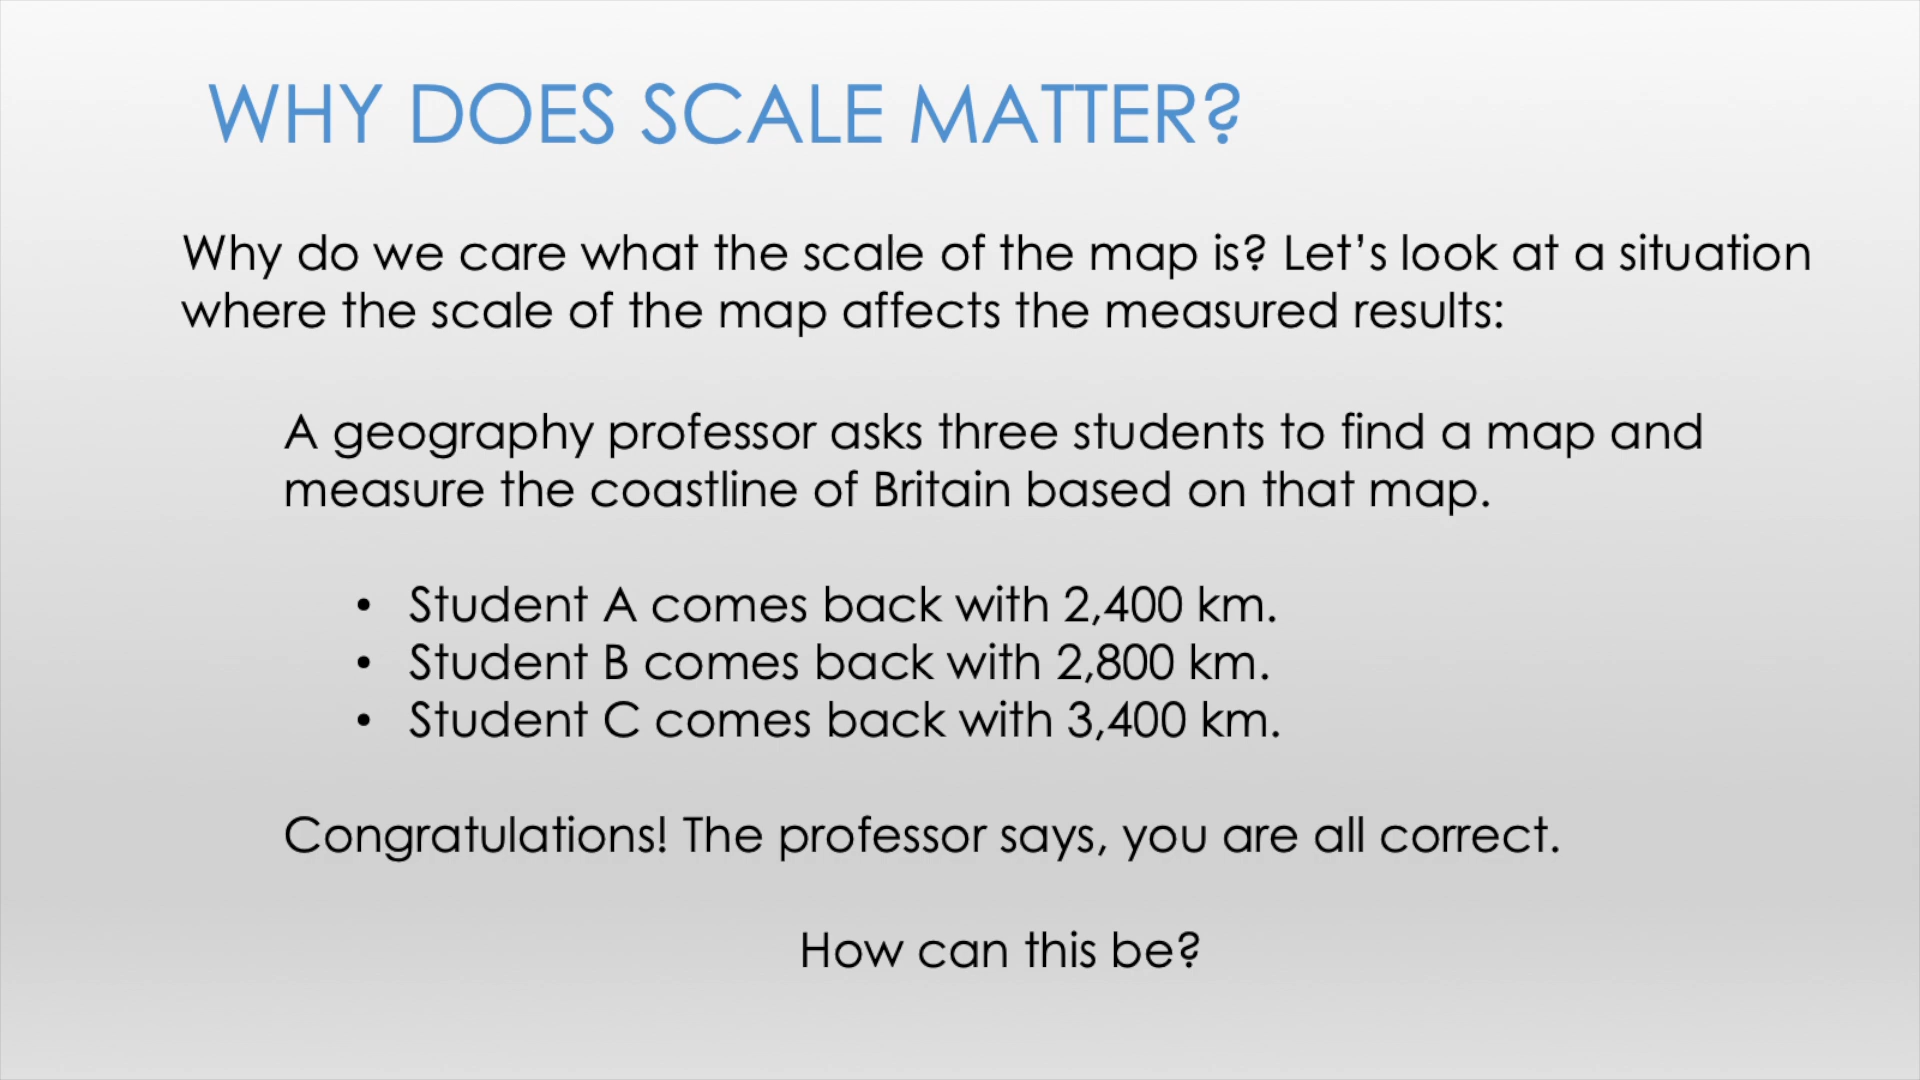 WHY DOES SCALE MATTER?
Why do we care what the scale of the map is? Let’s look at a situation
where the scale of the map affects the measured results:
A geography professor asks three students to find a map and
measure the coastline of Britain based on that map.
• Student A comes back with 2,400 km.
• Student B comes back with 2,800 km.
• Student C comes back with 3,400 km.
Congratulations! The professor says, you are all correct.
How can this be?